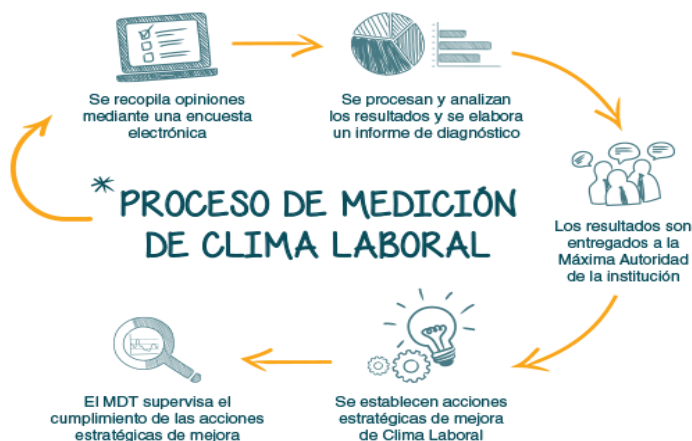 Se recopila opiniones
mediante una encuesta
electrónica
Se procesan y analizan
los resultados y se elabora
un informe de diagnóstico
* PROCESO DE MEDICIÓN
DE CLIMA LABORAL
Los resultados son
entregados a la
Máxima Autoridad
de la institución
Se establecen acciones
estratégicas de mejora
de Clima Laboral
El MDT supervisa el
cumplimiento de las acciones
estratégicas de mejora